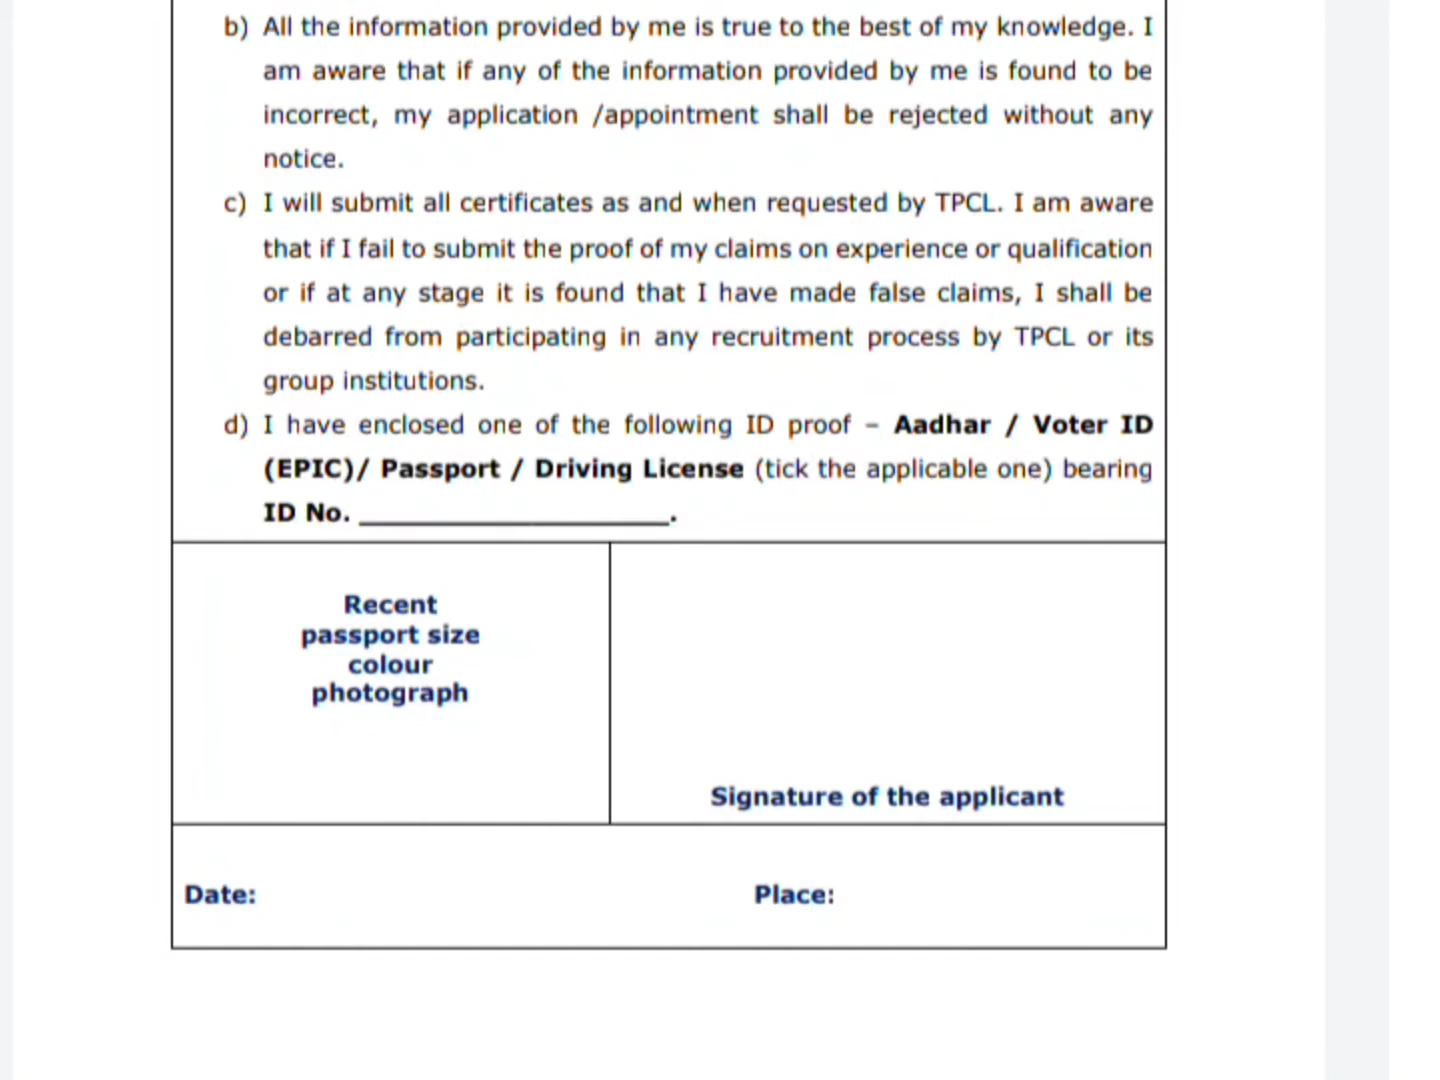 b) All the information provided by me is true to the best of my knowledge. I
am aware that if any of the information provided by me is found to be
incorrect, my application /appointment shall be rejected without any
notice.
c) I will submit all certificates as and when requested by TPCL. I am aware
that if I fail to submit the proof of my claims on experience or qualification
or if at any stage it is found that I have made false claims, I shall be
debarred from participating in any recruitment process by TPCL or its
group institutions.
d) I have enclosed one of the following ID proof – Aadhar / Voter ID
(EPIC)/ Passport / Driving License (tick the applicable one) bearing
ID No. ______________________.
Recent
passport size
colour
photograph
Signature of the applicant
Date:
Place: